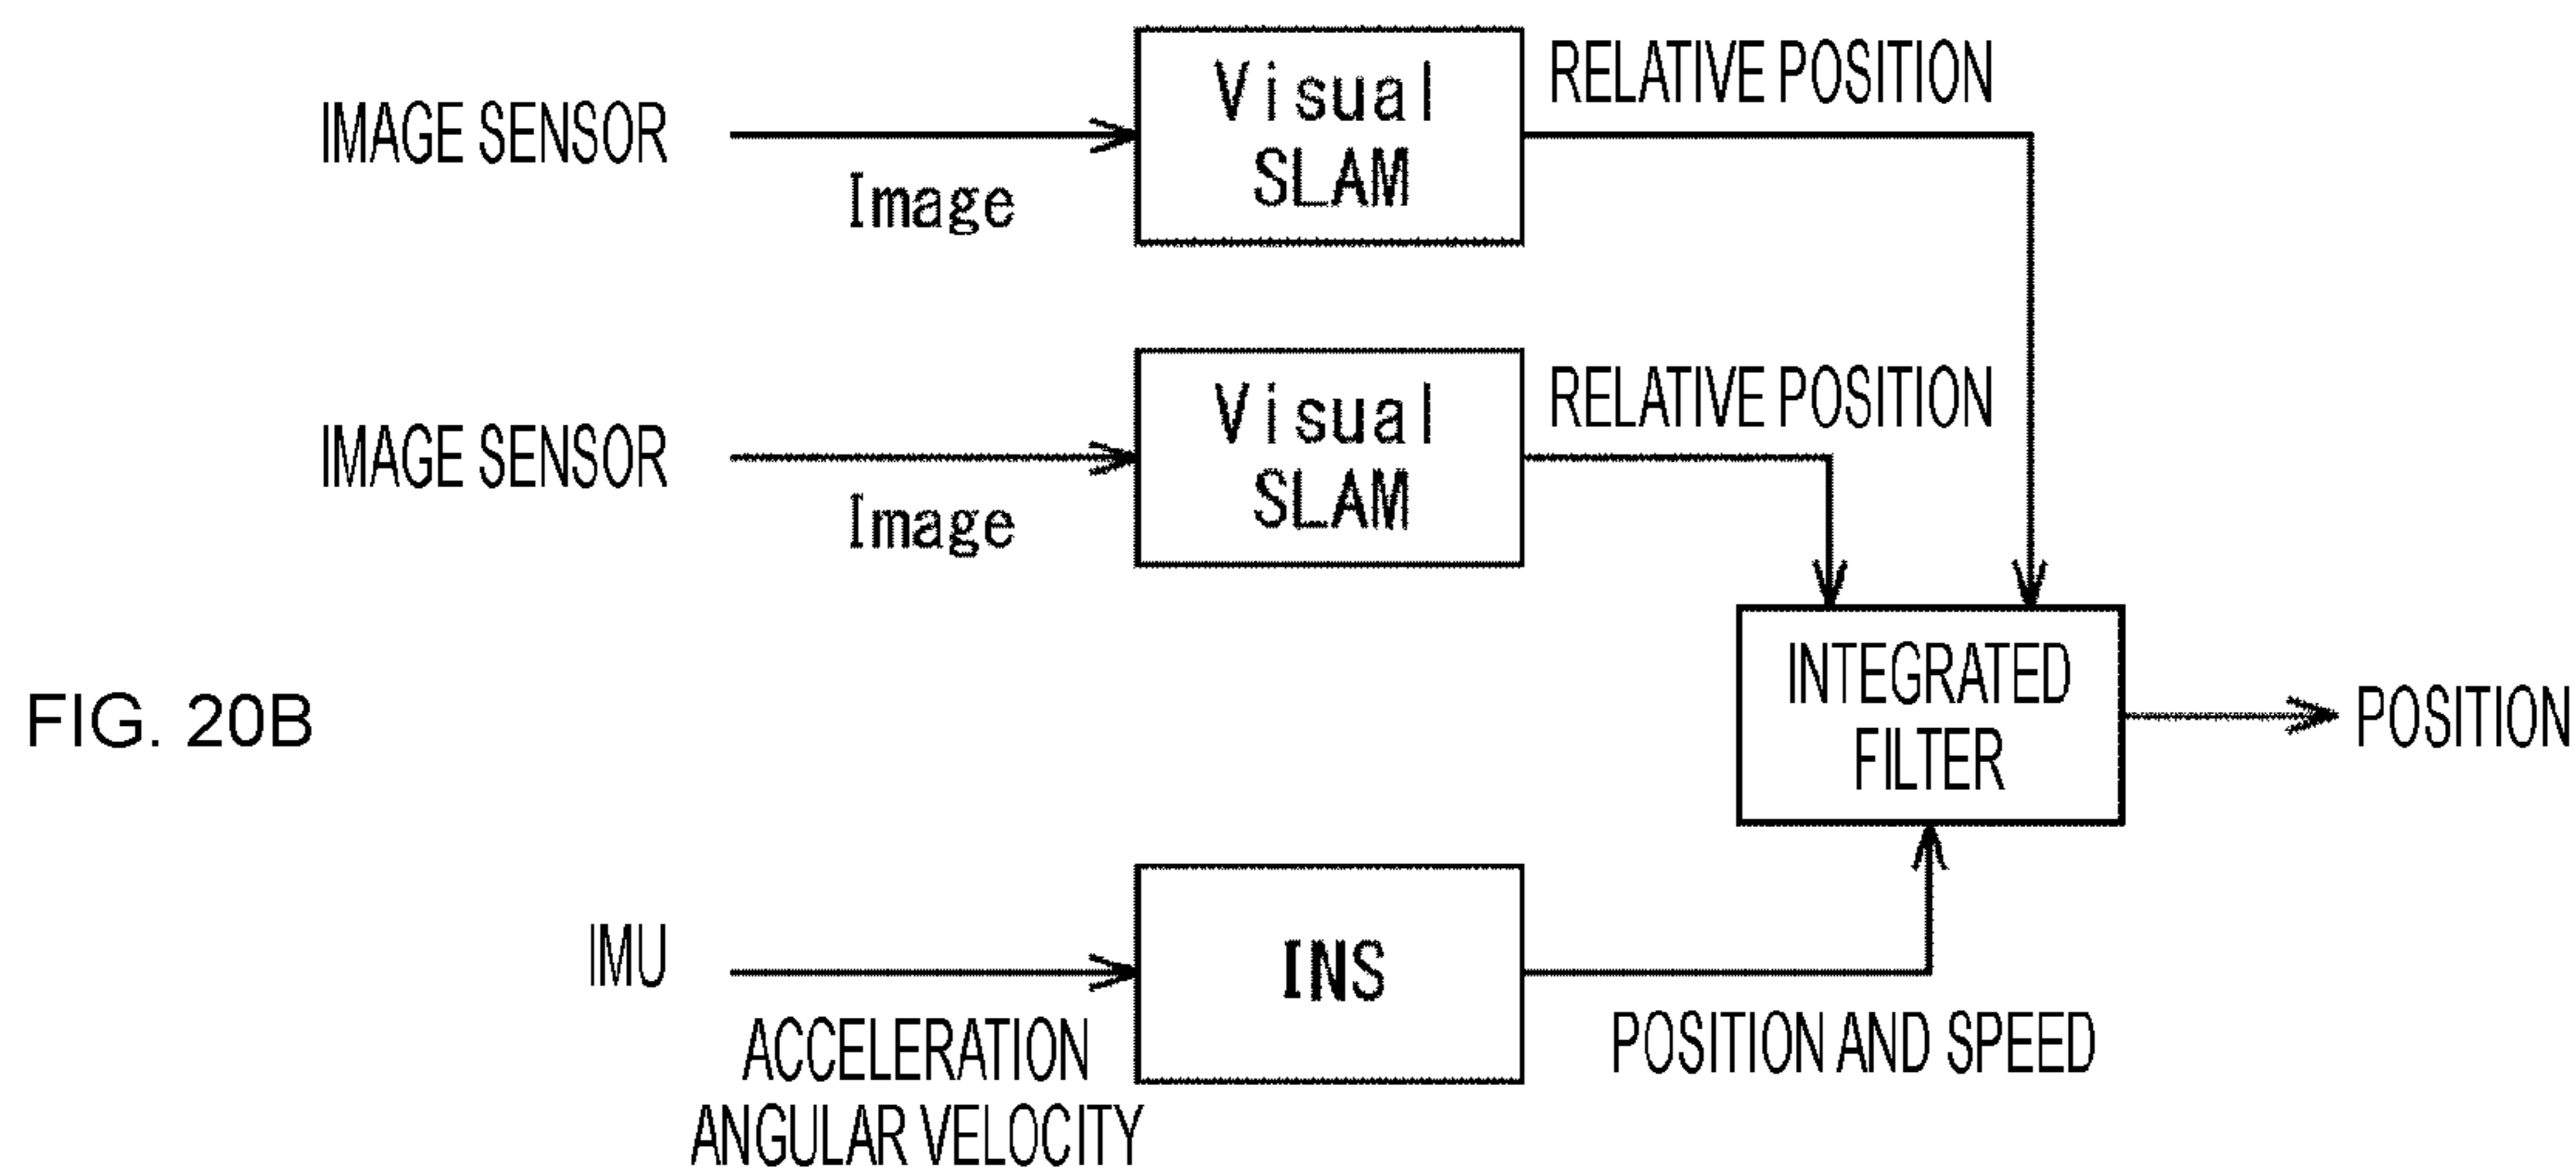 IMAGE SENSOR
Image
Visual
SLAM
RELATIVE POSITION
IMAGE SENSOR
Image
Visual
SLAM
RELATIVE POSITION
FIG. 20B
INTEGRATED
FILTER
POSITION
IMU
ACCELERATION
ANGULAR VELOCITY
INS
POSITION AND SPEED